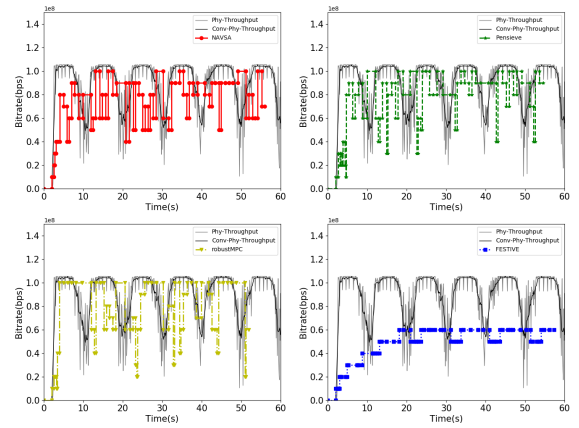 1e8
Phy-Throughput
Conv-Phy-Throughput
NAVSA
Bitrate(bps)
1.4
1.2
1.0
0.8
0.6
0.4
0.2
0.0
0 10 20 30 40 50 60
Time(s)
1e8
Phy-Throughput
Conv-Phy-Throughput
Pensieve
Bitrate(bps)
1.4
1.2
1.0
0.8
0.6
0.4
0.2
0.0
0 10 20 30 40 50 60
Time(s)
1e8
Phy-Throughput
Conv-Phy-Throughput
robustMPC
Bitrate(bps)
1.4
1.2
1.0
0.8
0.6
0.4
0.2
0.0
0 10 20 30 40 50 60
Time(s)
1e8
Phy-Throughput
Conv-Phy-Throughput
FESTIVE
Bitrate(bps)
1.4
1.2
1.0
0.8
0.6
0.4
0.2
0.0
0 10 20 30 40 50 60
Time(s)